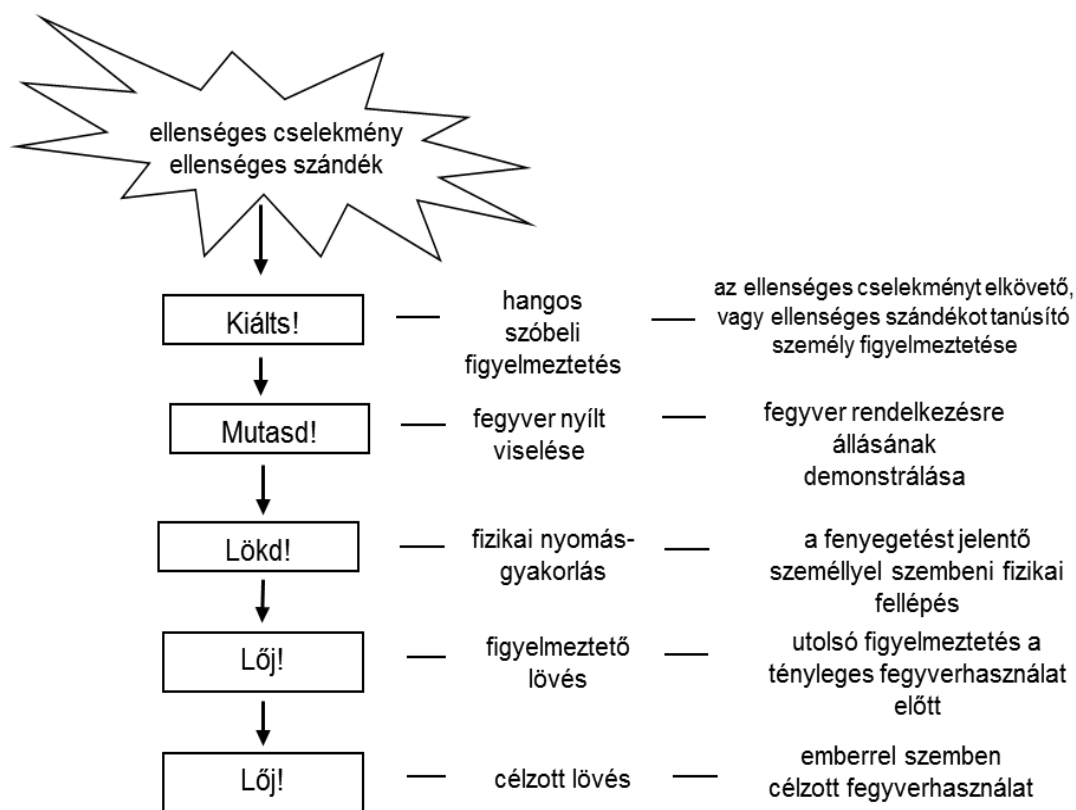 ellenséges cselekmény
ellenséges szándék
Kiálts!
hangos
szóbeli
figyelmeztetés
az ellenséges cselekményt elkövető,
vagy ellenséges szándékot tanúsító
személy figyelmeztetése
Mutasd!
fegyver nyílt
viselése
fegyver rendelkezésre
állásának
demonstrálása
Lökd!
fizikai nyomás-
gyakorlás
a fenyegetést jelentő
személlyel szembeni fizikai
fellépés
Lőj!
figyelmeztető
lövés
utolsó figyelmeztetés a
tényleges fegyverhasználat
előtt
Lőj!
célzott lövés
emberrel szemben
célzott fegyverhasználat